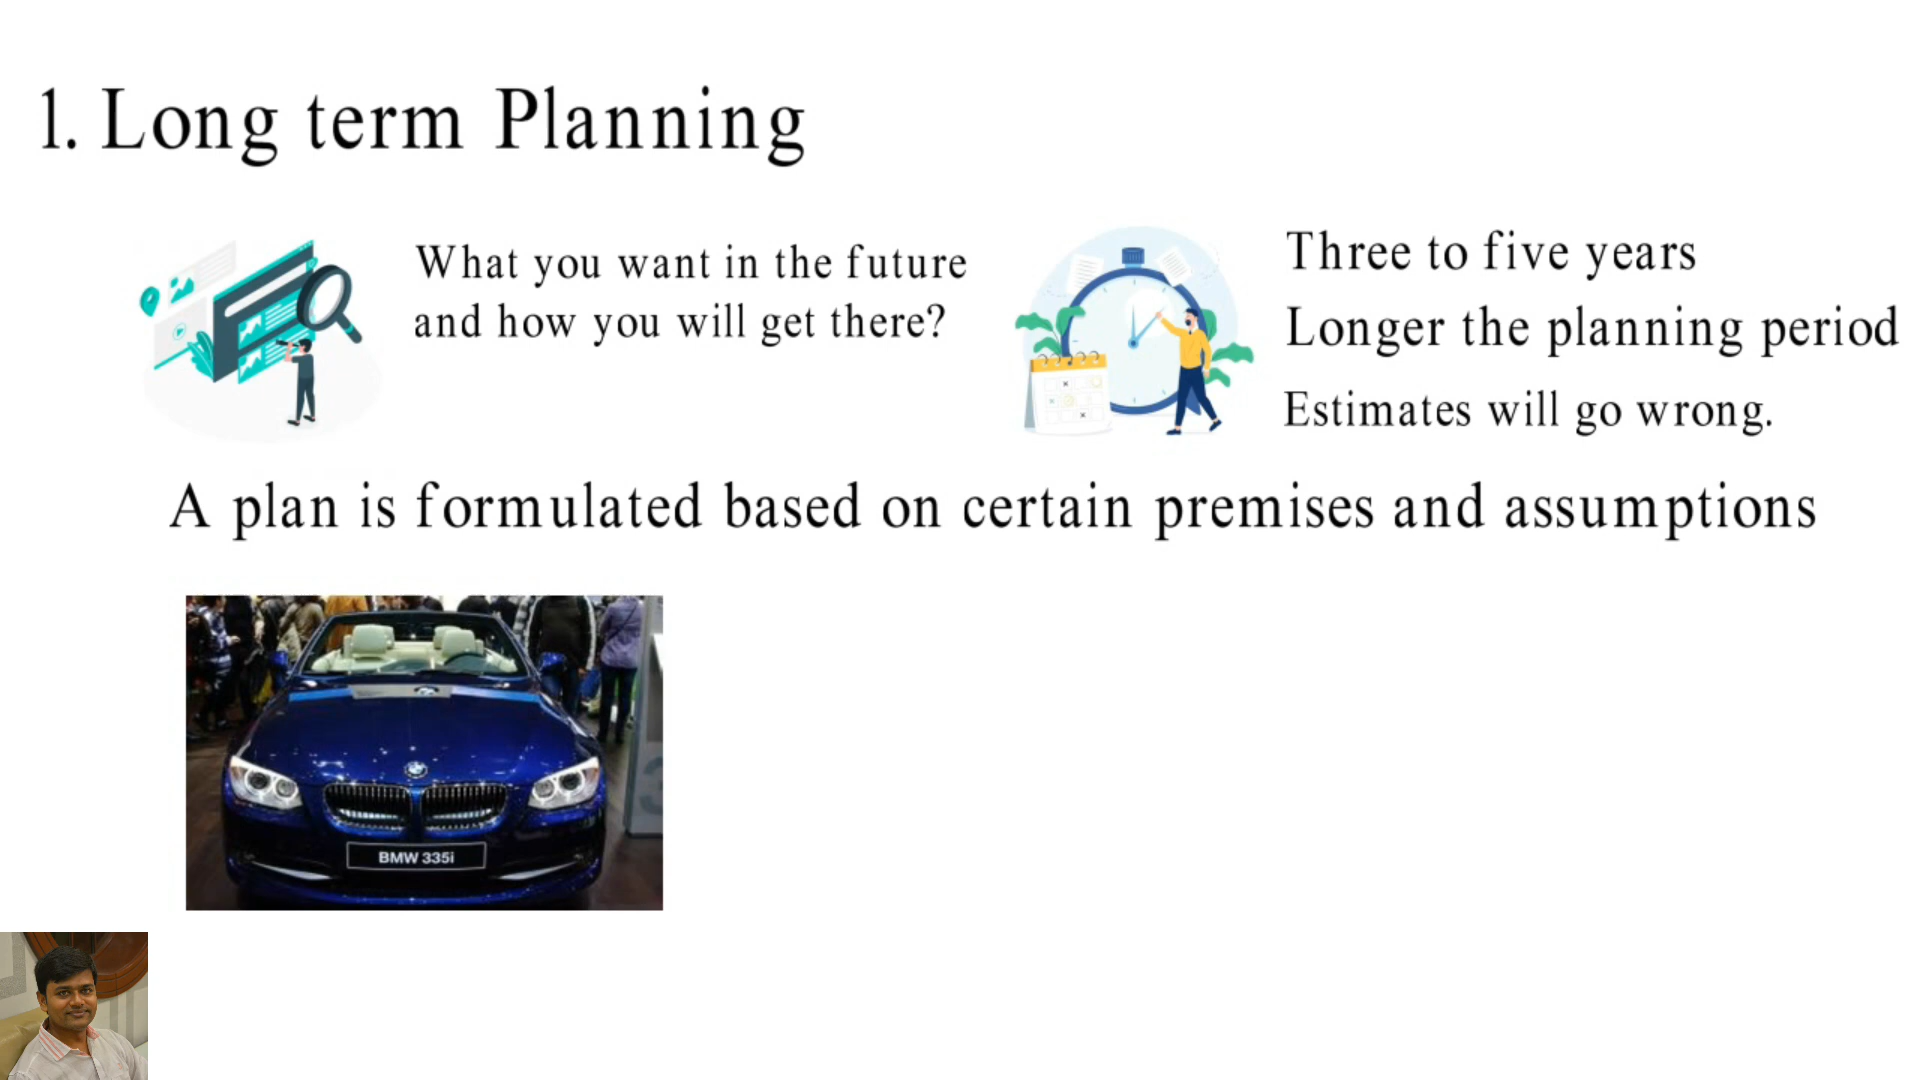 1. Long term Planning
What you want in the future
and how you will get there?
Three to five years
Longer the planning period
Estimates will go wrong.
A plan is formulated based on certain premises and assumptions
BMW 335i